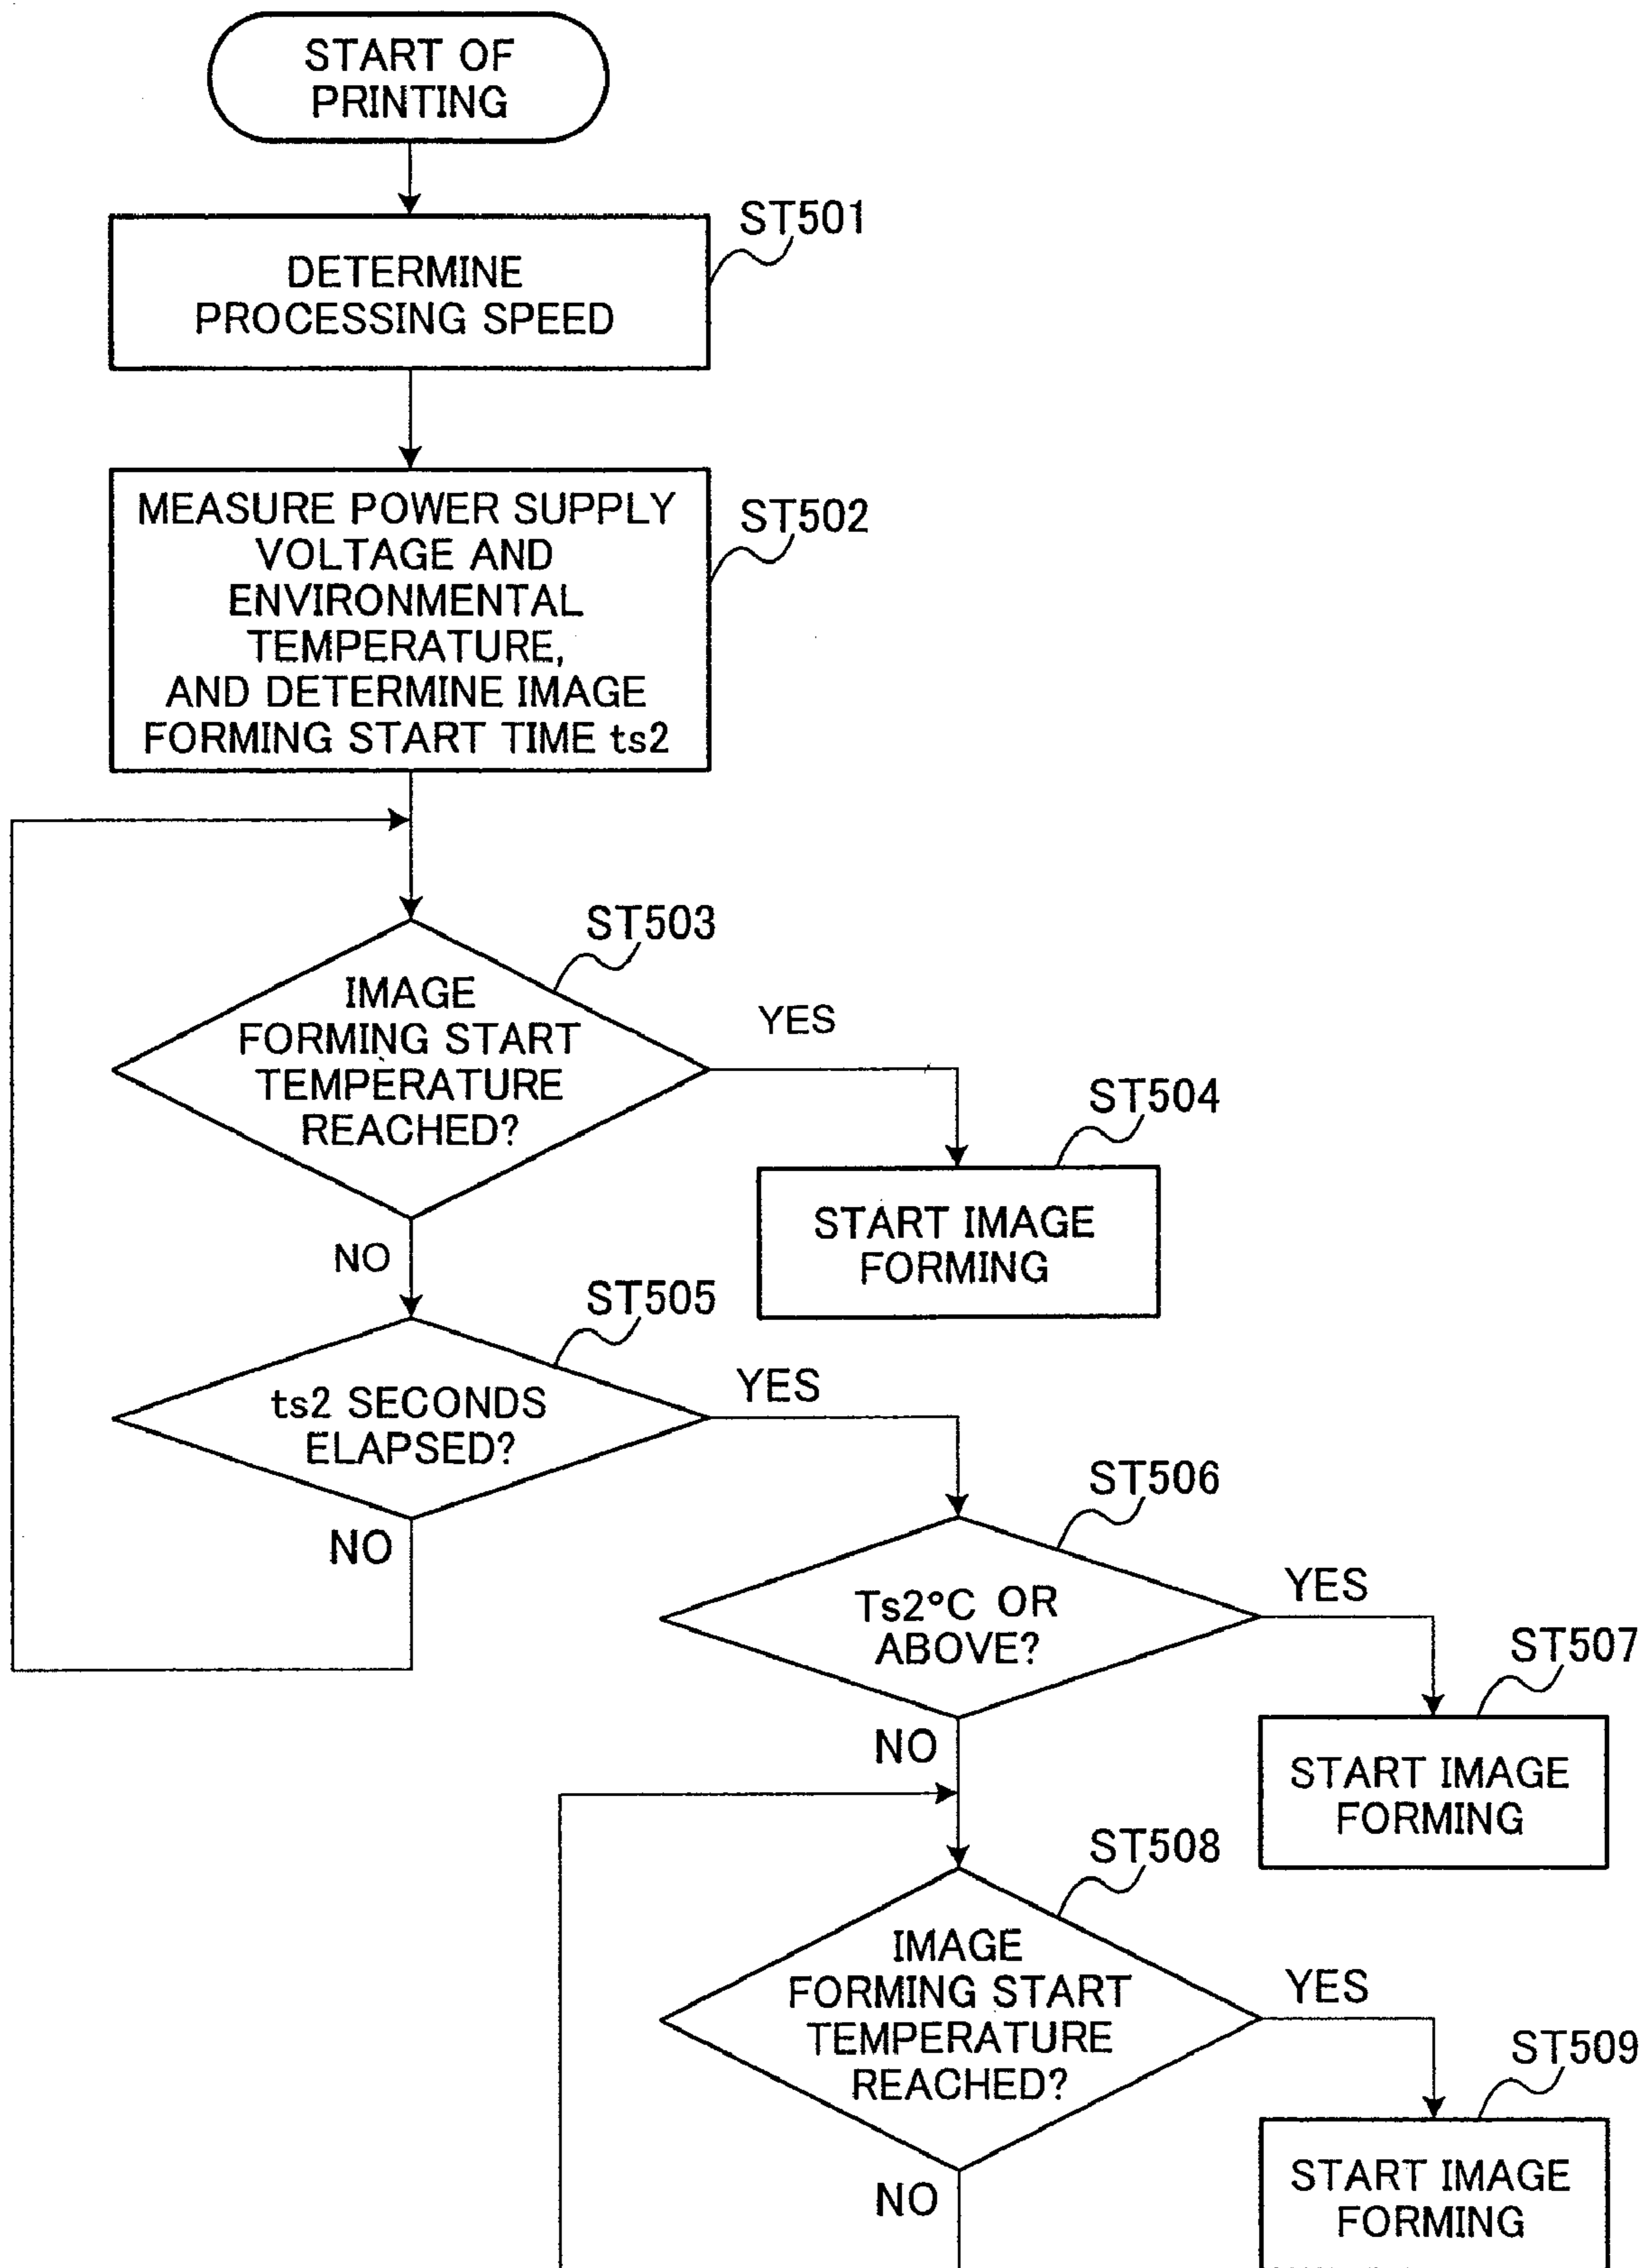 START OF
PRINTING
ST501
DETERMINE
PROCESSING SPEED
ST502
MEASURE POWER SUPPLY
VOLTAGE AND
ENVIRONMENTAL
TEMPERATURE,
AND DETERMINE IMAGE
FORMING START TIME ts2
ST503
IMAGE
FORMING START
TEMPERATURE
REACHED?
YES
ST504
START IMAGE
FORMING
NO
ST505
ts2 SECONDS
ELAPSED?
YES
NO
ST506
Ts2°C OR
ABOVE?
YES
ST507
START IMAGE
FORMING
NO
ST508
IMAGE
FORMING START
TEMPERATURE
REACHED?
YES
ST509
START IMAGE
FORMING
NO